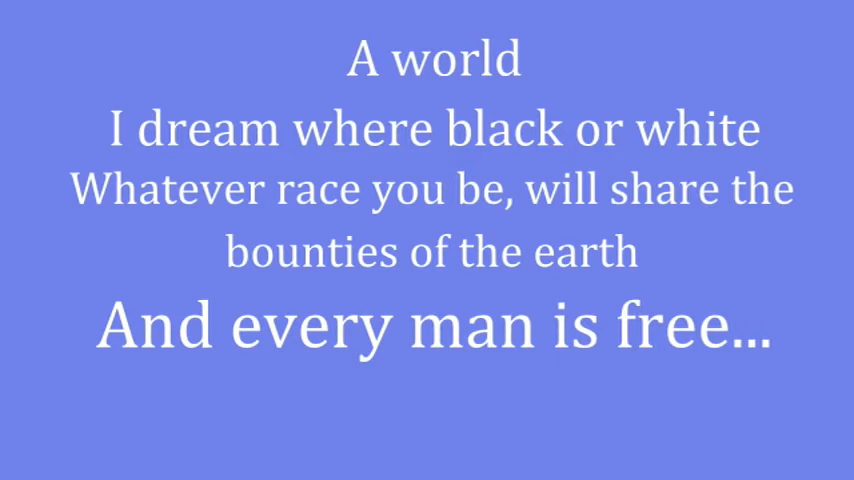 A world
I dream where black or white
Whatever race you be, will share the
bounties of the earth
And every man is free...